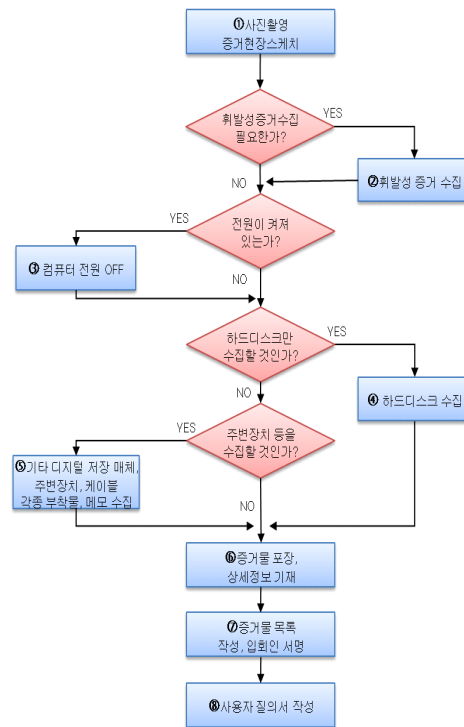 ①사진촬영
증거현장스케치
휘발성증거수집
필요한가?
YES
②휘발성 증거 수집
NO
전원이 켜져
있는가?
YES
③ 컴퓨터 전원 OFF
NO
하드디스크만
수집할 것인가?
YES
④ 하드디스크 수집
NO
주변장치 등을
수집할 것인가?
YES
⑤기타 디지털 저장 매체,
주변장치, 케이블
각종 부착물, 메모 수집
NO
⑥증거물 포장,
상세정보 기재
⑦증거물 목록
작성, 입회인 서명
⑧사용자 질의서 작성